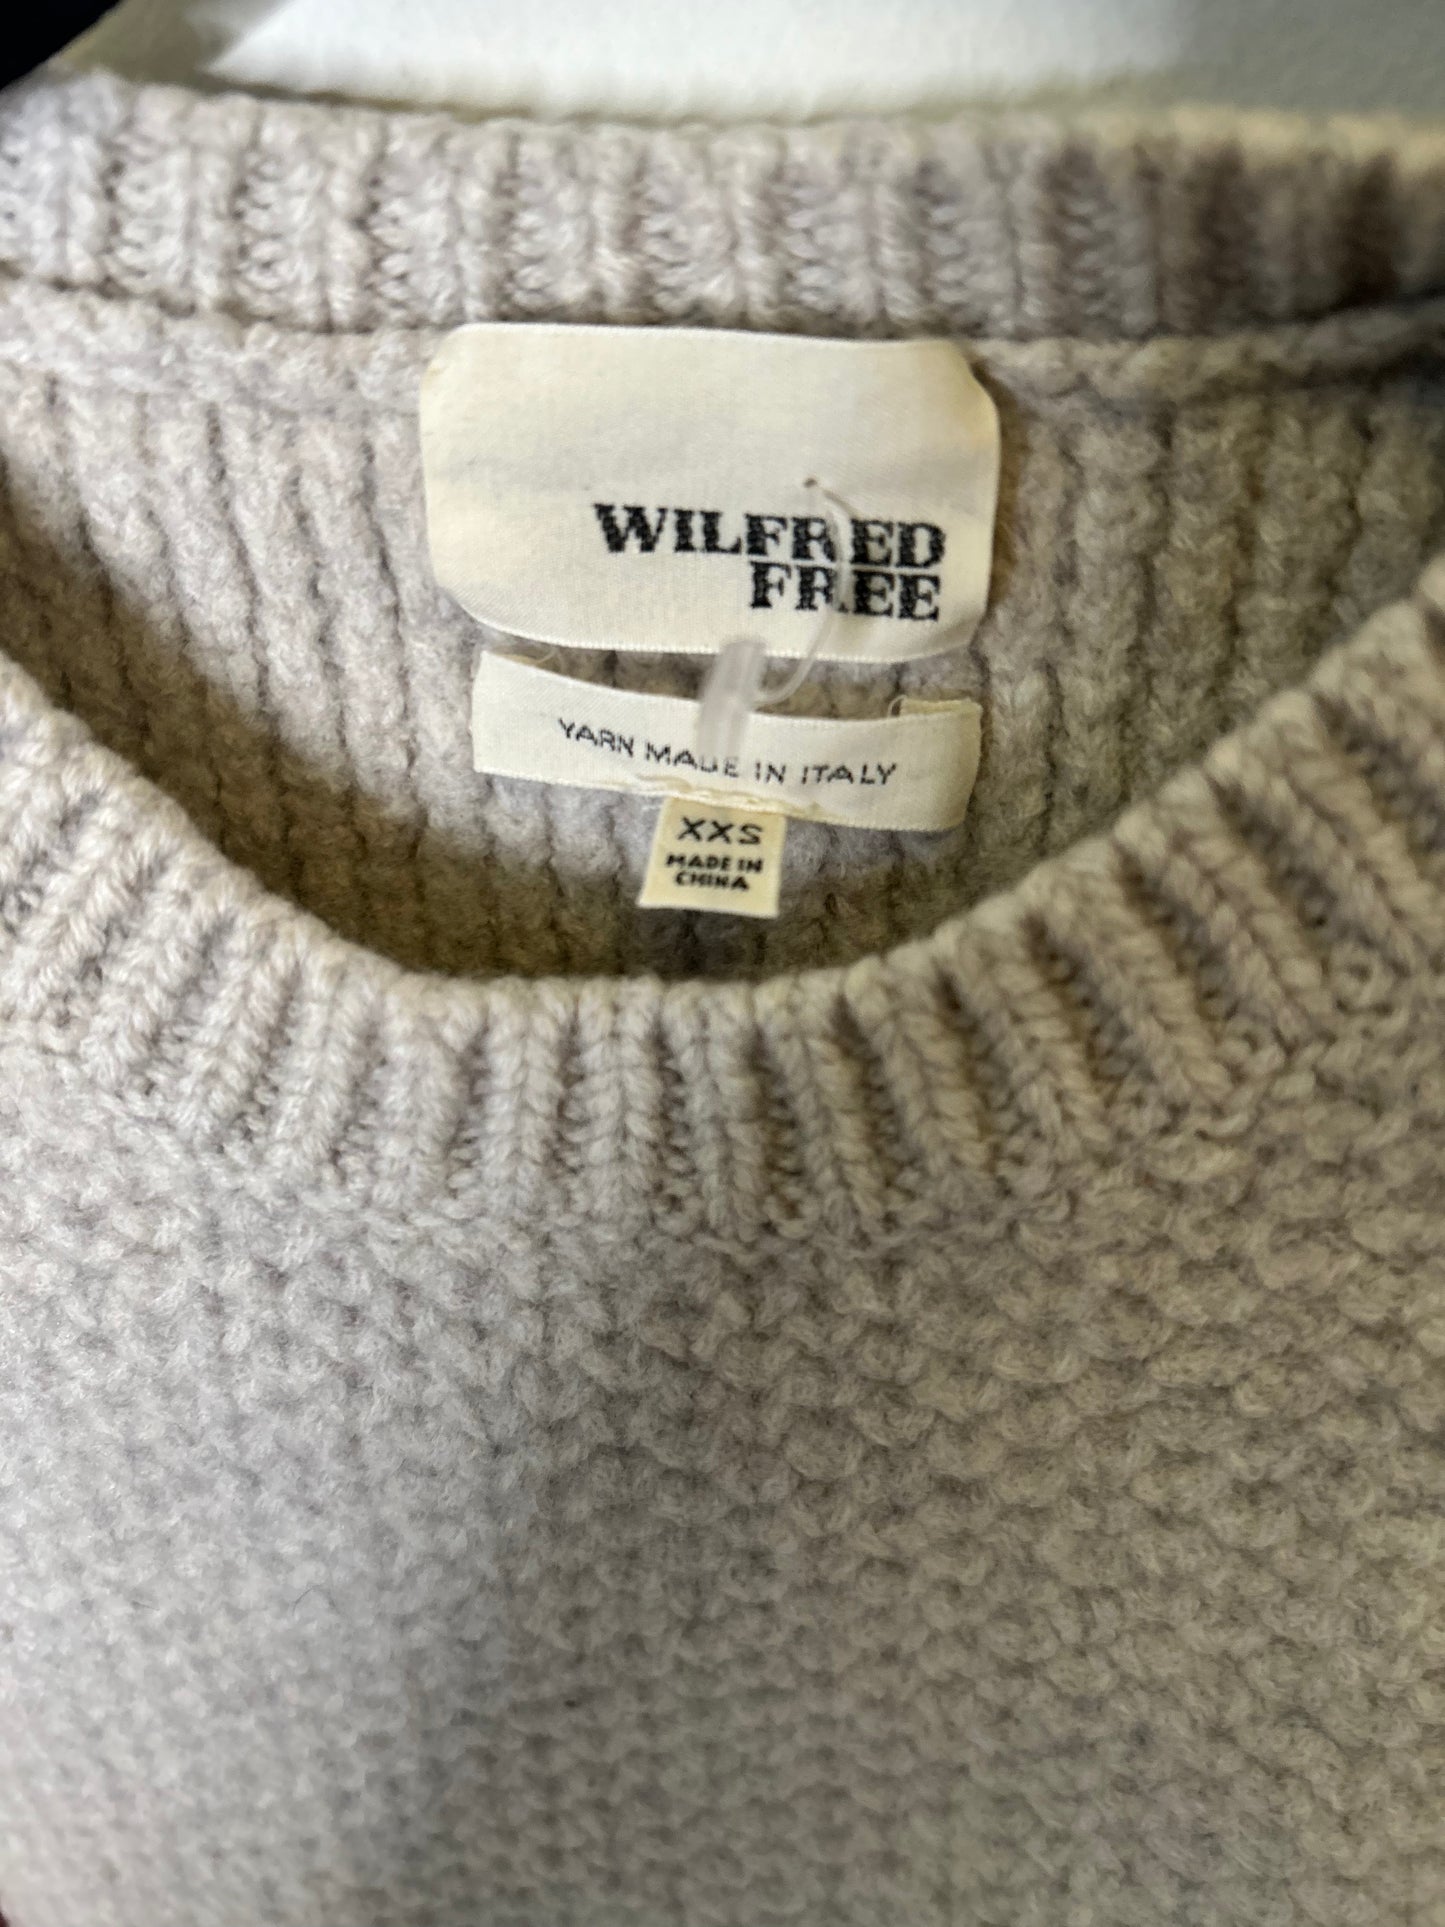 WILFRED
FREE
YARN MADE IN ITALY
XXS
MADE IN
CHINA